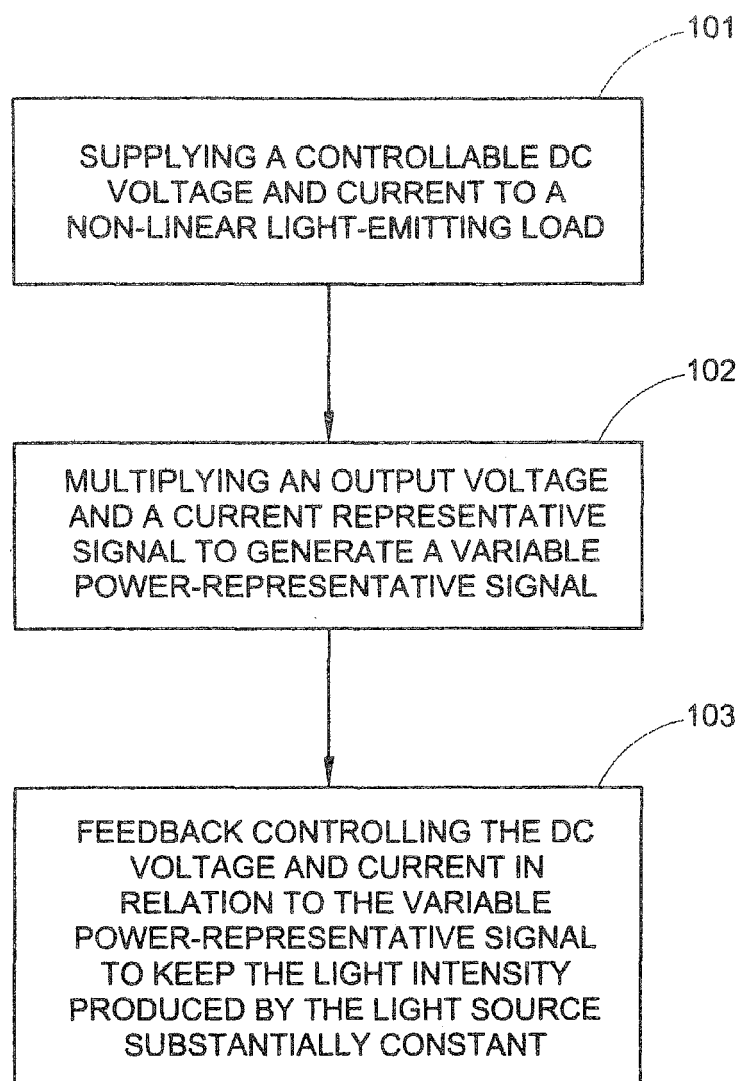 101
SUPPLYING A CONTROLLABLE DC
VOLTAGE AND CURRENT TO A
NON-LINEAR LIGHT-EMITTING LOAD
102
MULTIPLYING AN OUTPUT VOLTAGE
AND A CURRENT REPRESENTATIVE
SIGNAL TO GENERATE A VARIABLE
POWER-REPRESENTATIVE SIGNAL
103
FEEDBACK CONTROLLING THE DC
VOLTAGE AND CURRENT IN
RELATION TO THE VARIABLE
POWER-REPRESENTATIVE SIGNAL
TO KEEP THE LIGHT INTENSITY
PRODUCED BY THE LIGHT SOURCE
SUBSTANTIALLY CONSTANT